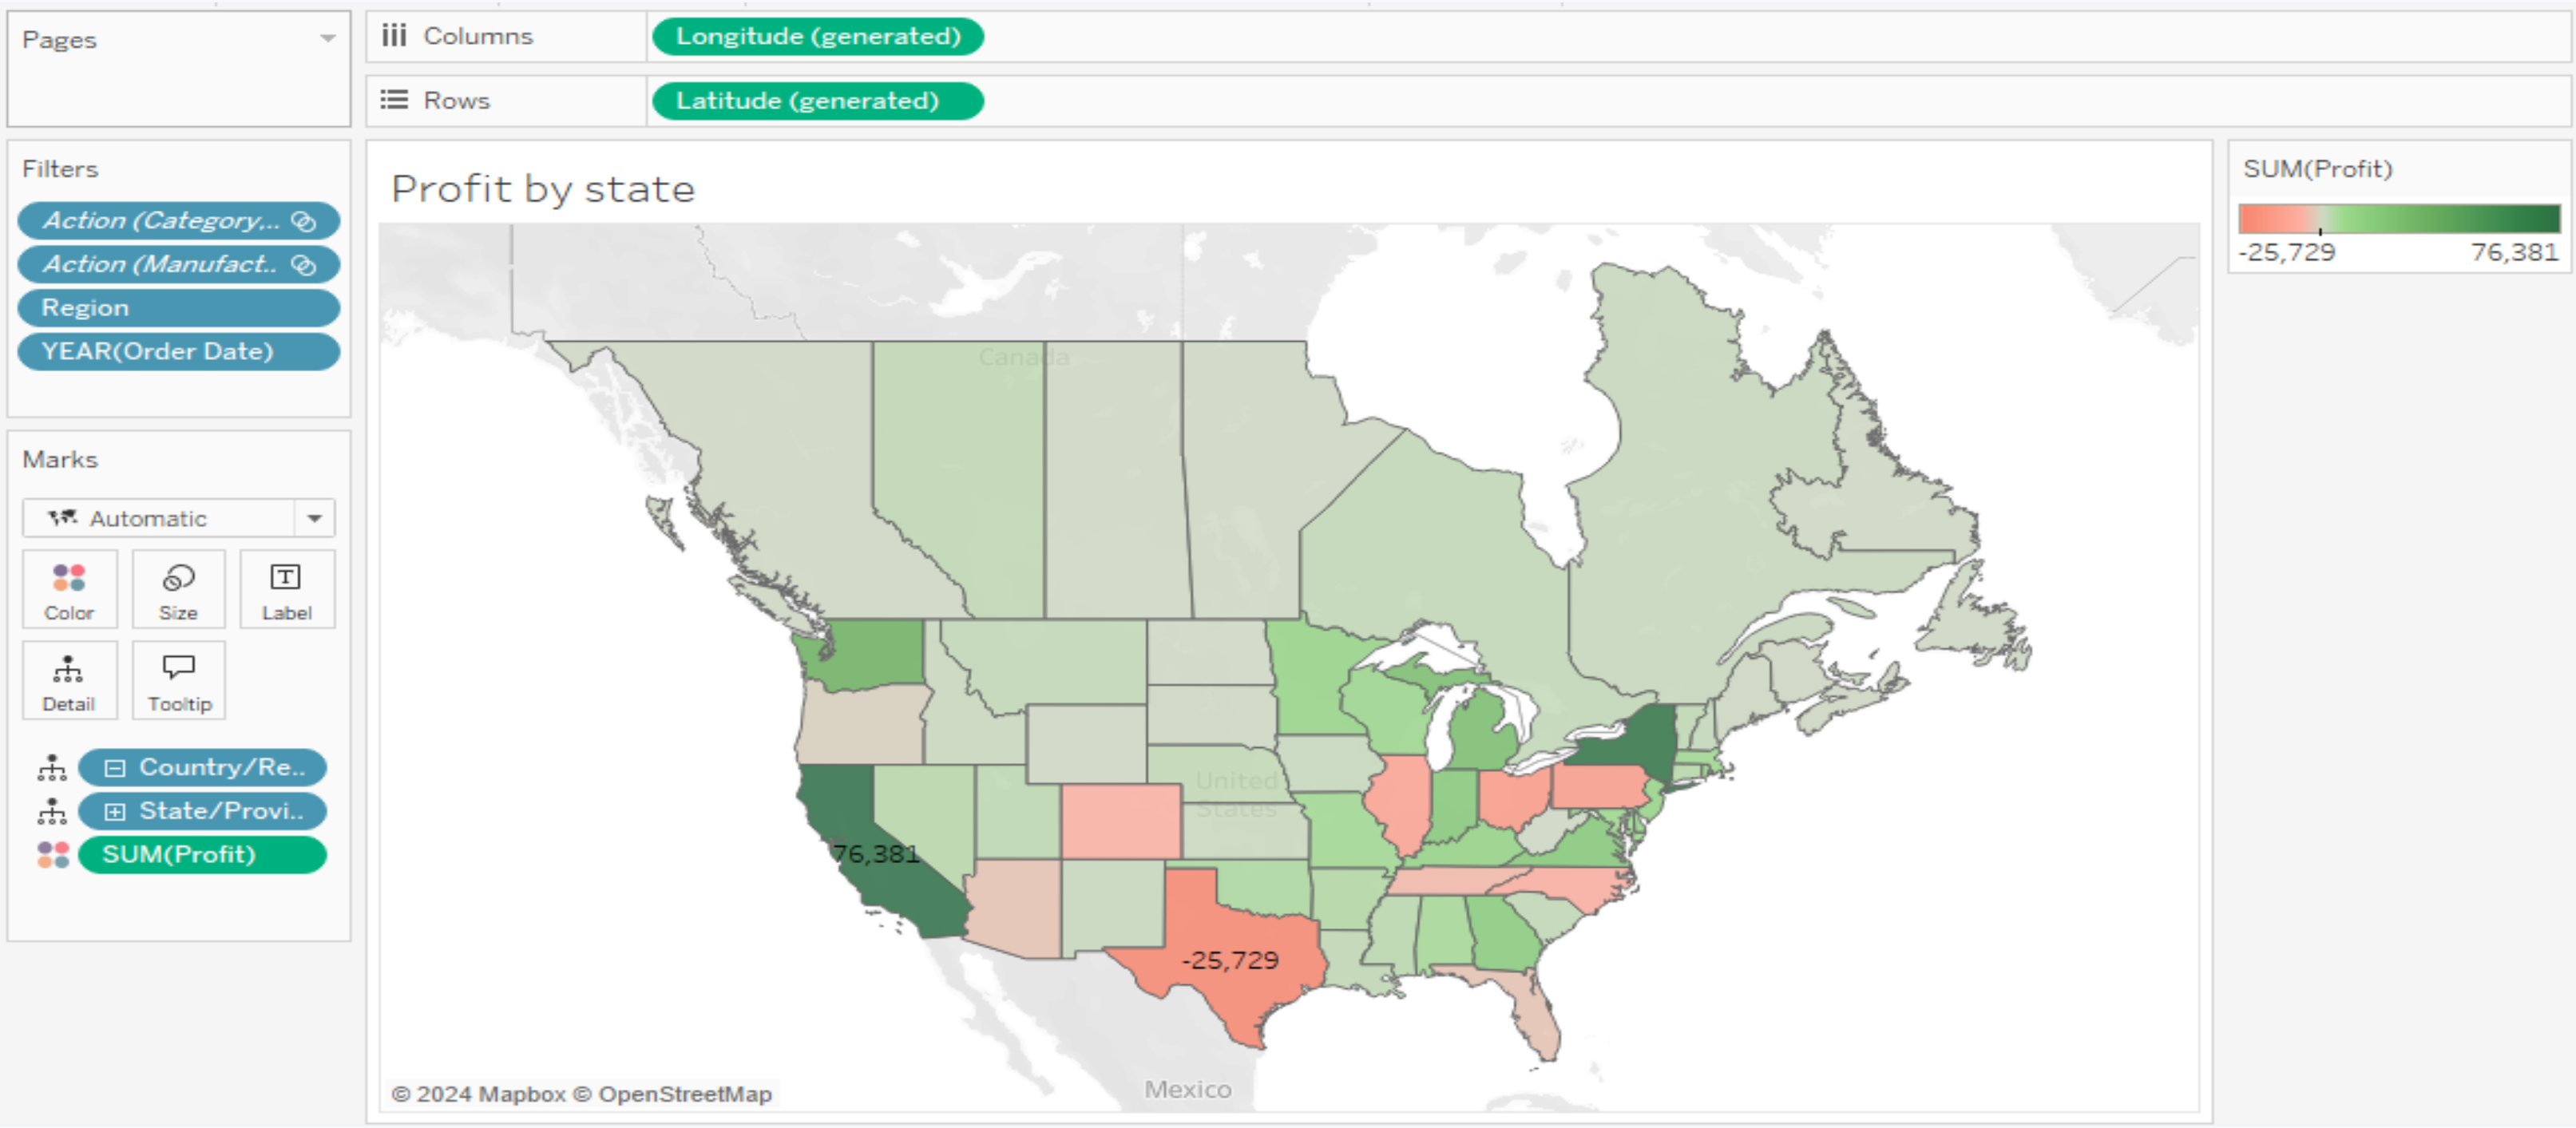 Pages
Columns
Longitude (generated)
Rows
Latitude (generated)
Filters
Action (Category,..
Action (Manufact..
Region
YEAR(Order Date)
Marks
Automatic
Color
Size
Label
Detail
Tooltip
Country/Re..
State/Provi..
SUM(Profit)
Profit by state
Canada
United
States
76,381
-25,729
Mexico
© 2024 Mapbox © OpenStreetMap
SUM(Profit)
-25,729 76,381